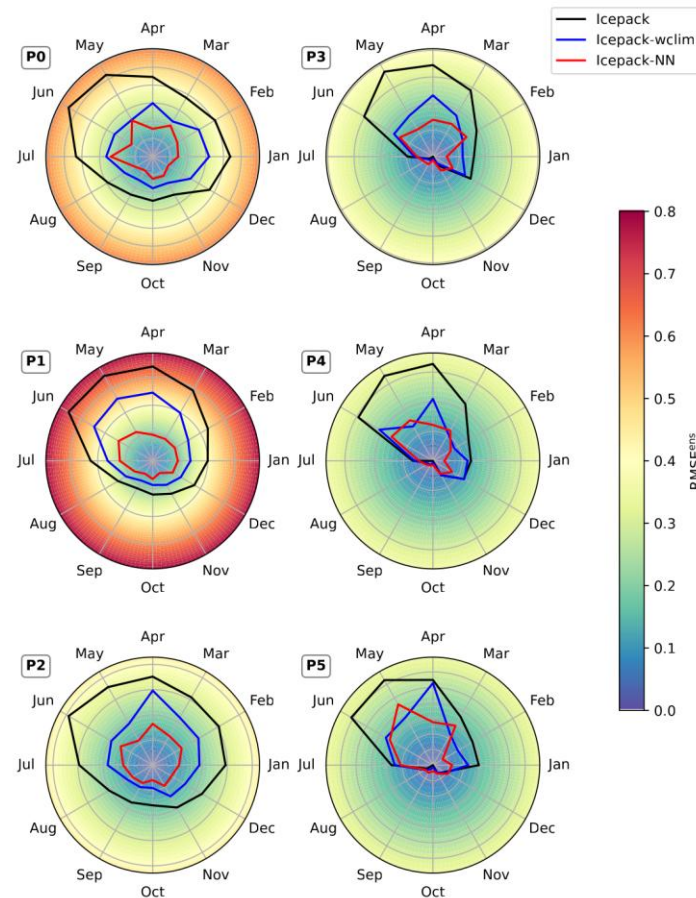 Icepack
Icepack-wclim
Icepack-NN
P0
Apr
May
Mar
Jun
Feb
Jul
Jan
Aug
Dec
Sep
Nov
Oct
P3
Apr
May
Mar
Jun
Feb
Jul
Jan
Aug
Dec
Sep
Nov
Oct
P1
Apr
May
Mar
Jun
Feb
Jul
Jan
Aug
Dec
Sep
Nov
Oct
P4
Apr
May
Mar
Jun
Feb
Jul
Jan
Aug
Dec
Sep
Nov
Oct
P2
Apr
May
Mar
Jun
Feb
Jul
Jan
Aug
Dec
Sep
Nov
Oct
P5
Apr
May
Mar
Jun
Feb
Jul
Jan
Aug
Dec
Sep
Nov
Oct
0.8
0.7
0.6
0.5
0.4
0.3
0.2
0.1
0.0
RMSEens